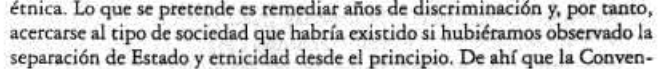 étnica. Lo que se pretende es remediar años de discriminación y, por tanto,
acercarse al tipo de sociedad que habría existido si hubiéramos observado la
separación de Estado y etnicidad desde el principio. De ahí que la Conven-